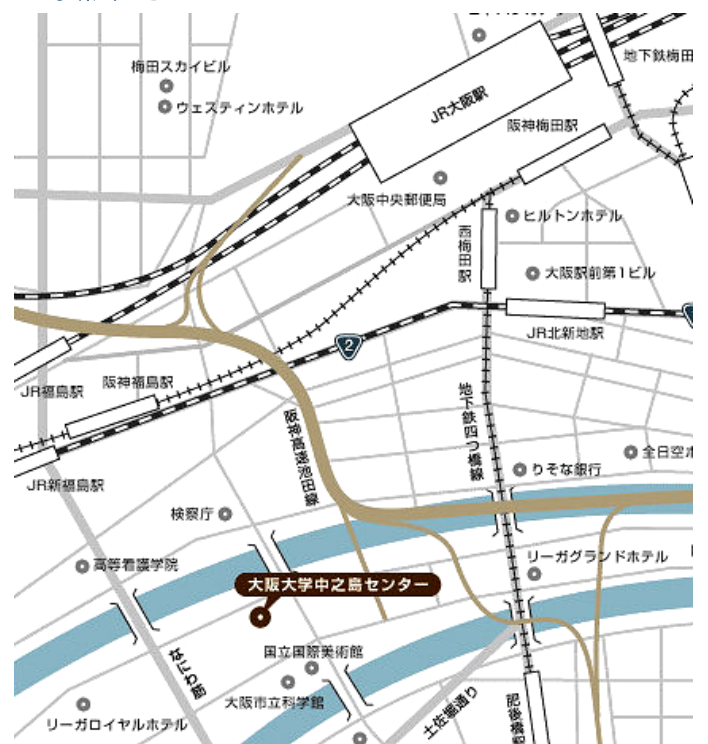 梅田スカイビル
ウェスティンホテル
JR大阪駅
地下鉄梅田
阪神梅田駅
大阪中央郵便局
ヒルトンホテル
西梅田駅
大阪駅前第1ビル
JR北新地駅
2
JR福島駅
阪神福島駅
阪神高速池田線
地下鉄四つ橋線
全日空ホ
りそな銀行
JR新福島駅
検察庁
高等看護学院
リーガグランドホテル
大阪大学中之島センター
なにわ筋
国立国際美術館
大阪市立科学館
リーガロイヤルホテル
土佐堀通り
肥後橋駅